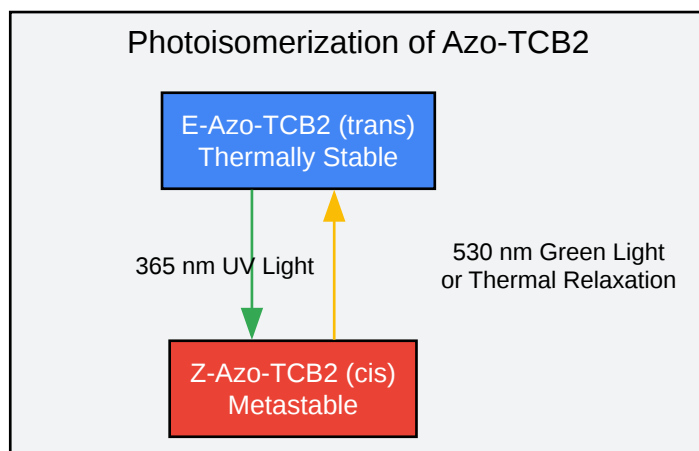 Photoisomerization of Azo-TCB2
E-Azo-TCB2 (trans)
Thermally Stable
365 nm UV Light
530 nm Green Light
or Thermal Relaxation
Z-Azo-TCB2 (cis)
Metastable